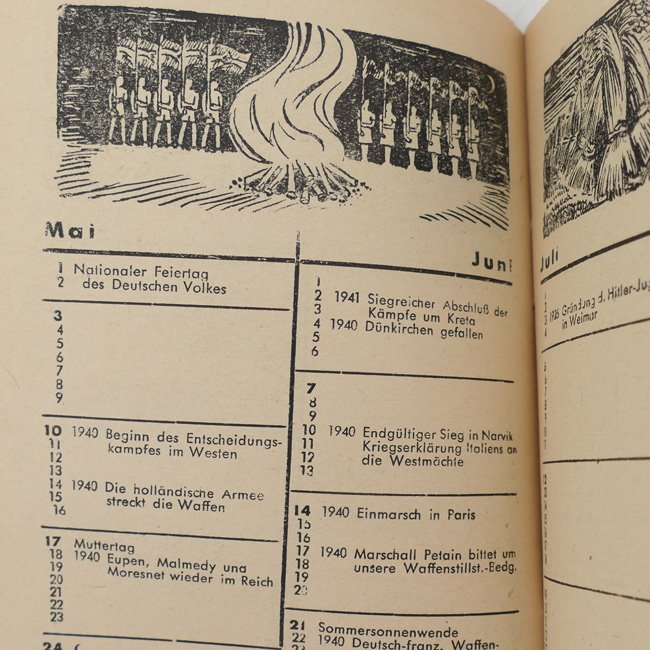 Mai
1 Nationaler Feiertag
2 des Deutschen Volkes
3
4
5
6
7
8
9
10 1940 Beginn des Entscheidungs-
11 kampfes im Westen
12
13
14 1940 Die holländische Armee
15 streckt die Waffen
16
17 Muttertag
18 1940 Eupen, Malmedy und
19 Moresnet wieder im Reich
20
21
22
23
24
Juni
1
2 1941 Siegreicher Abschluß der
3 Kämpfe um Kreta
4 1940 Dünkirchen gefallen
5
6
7
8
9
10 1940 Endgültiger Sieg in Narvik
11 Kriegserklärung Italiens an
12 die Westmächte
13
14 1940 Einmarsch in Paris
15
16
17 1940 Marschall Petain bittet um
18 unsere Waffenstillst.-Bedg.
19
20
21 Sommersonnenwende
22 1940 Deutsch-franz. Waffen-
Juli
Gründung d. Hitler-Jug
in Weimar